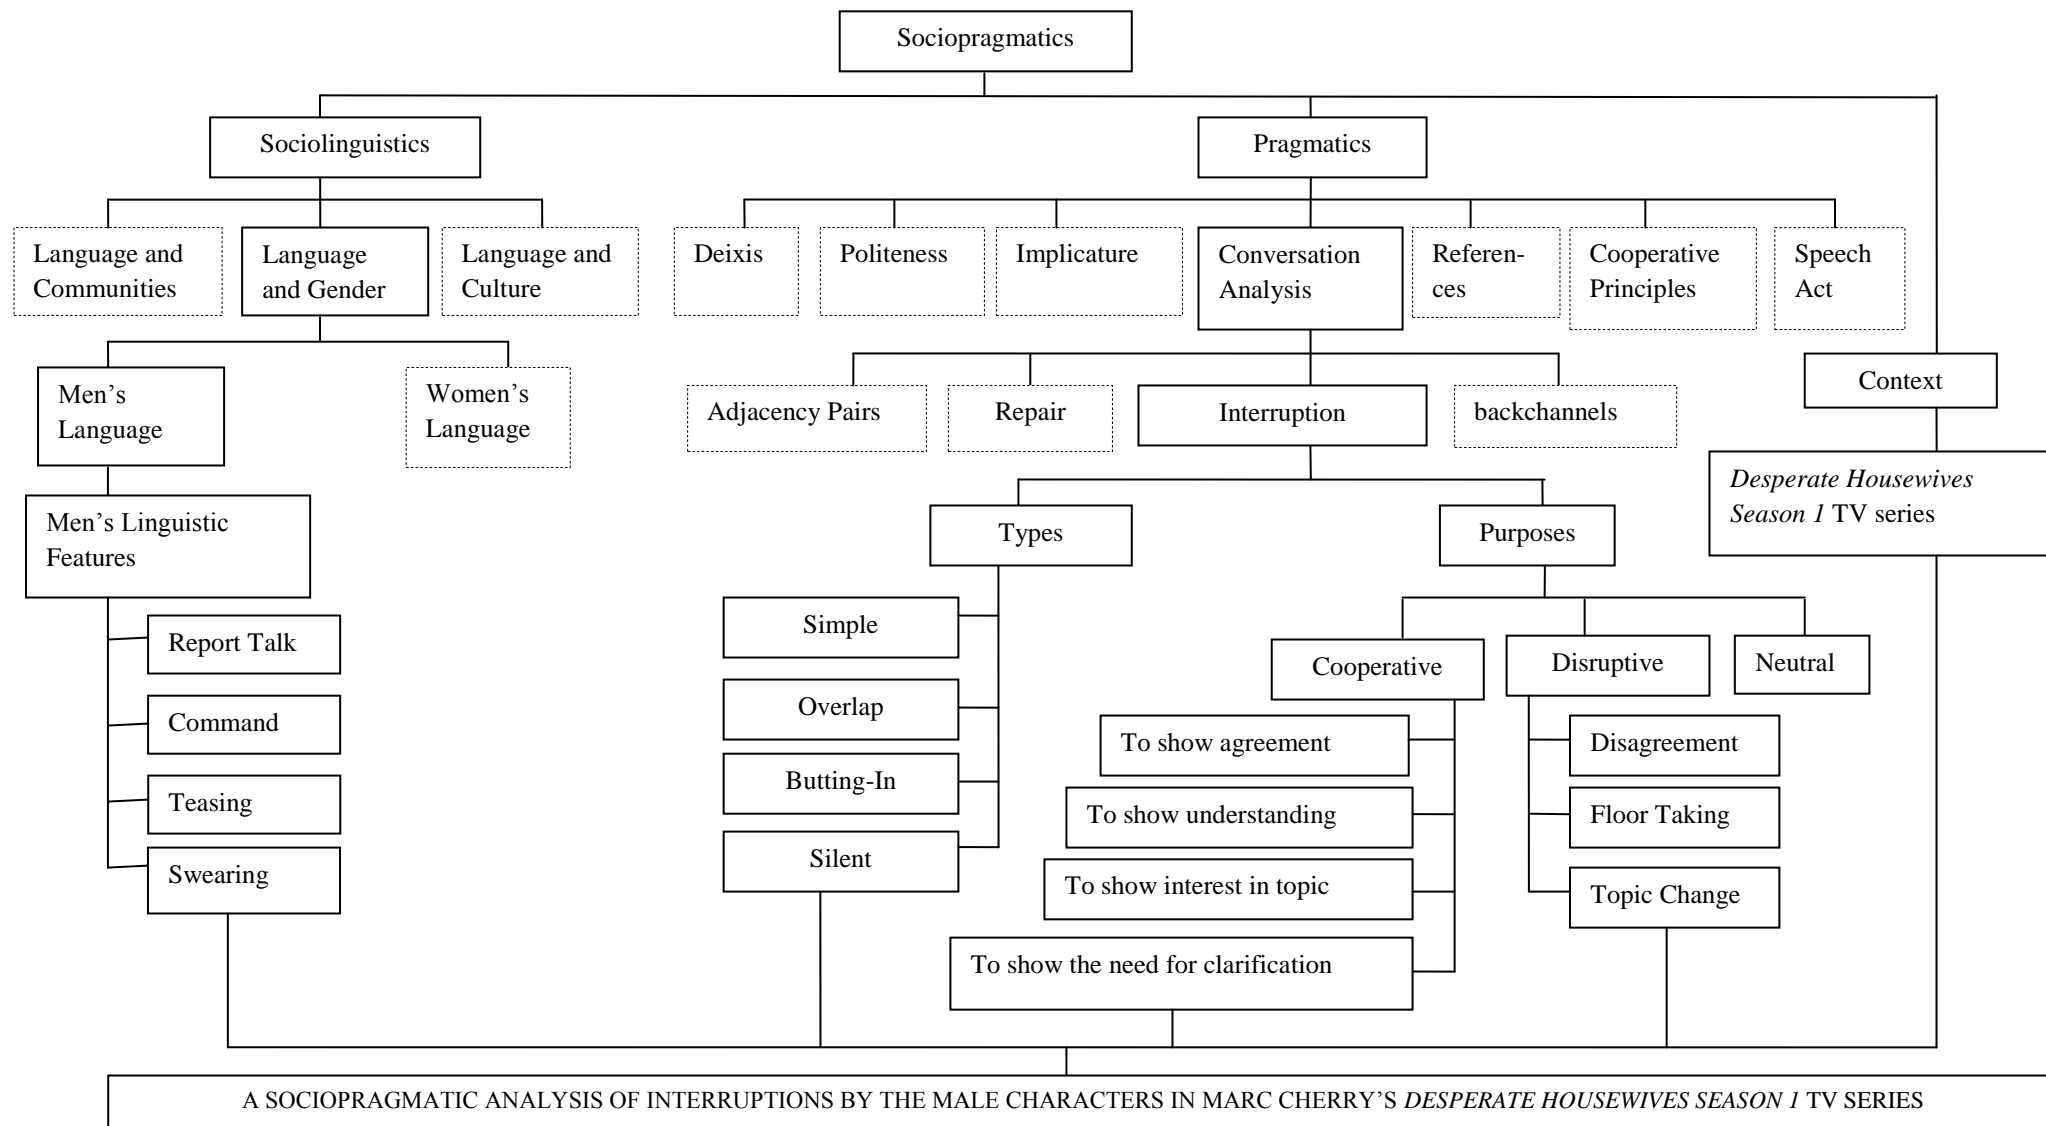 Sociopragmatics
Sociolinguistics
Pragmatics
Language and
Communities
Language
and Gender
Language and
Culture
Deixis
Politeness
Implicature
Conversation
Analysis
Referen-
ces
Cooperative
Principles
Speech
Act
Men’s
Language
Women’s
Language
Adjacency Pairs
Repair
Interruption
backchannels
Context
Desperate Housewives
Season 1 TV series
Men’s Linguistic
Features
Types
Purposes
Report Talk
Command
Teasing
Swearing
Simple
Overlap
Butting-In
Silent
Cooperative
Disruptive
Neutral
To show agreement
To show understanding
To show interest in topic
To show the need for clarification
Disagreement
Floor Taking
Topic Change
A SOCIOPRAGMATIC ANALYSIS OF INTERRUPTIONS BY THE MALE CHARACTERS IN MARC CHERRY’S DESPERATE HOUSEWIVES SEASON 1 TV SERIES